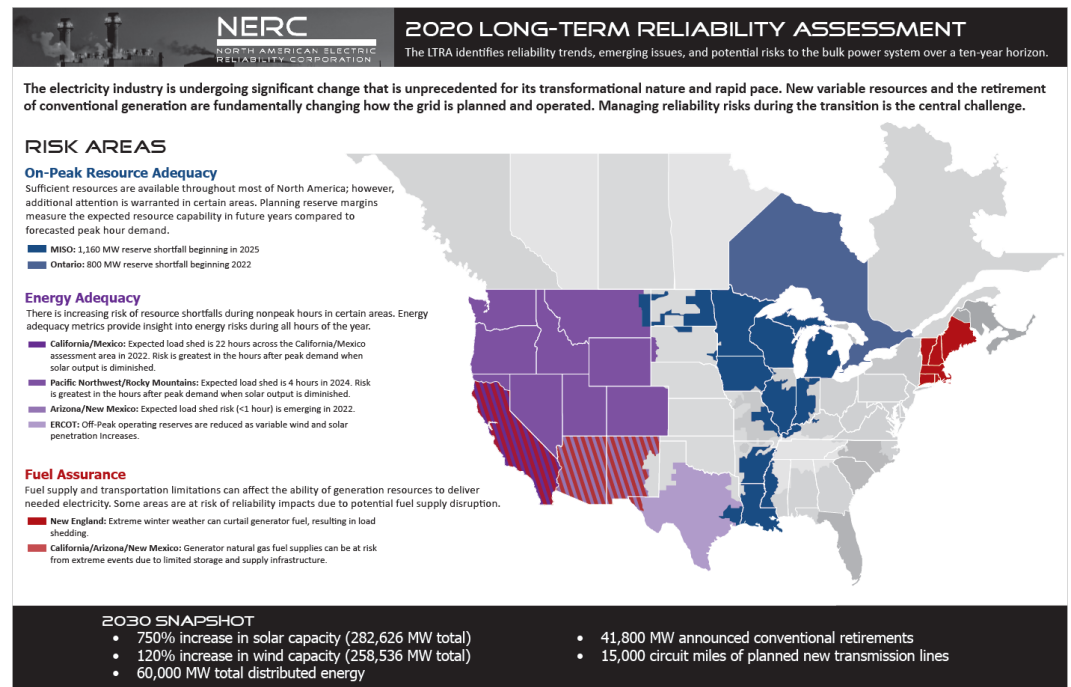 NERC
NORTH AMERICAN ELECTRIC
RELIABILITY CORPORATION
2020 LONG-TERM RELIABILITY ASSESSMENT
The LTRA identifies reliability trends, emerging issues, and potential risks to the bulk power system over a ten-year horizon.
The electricity industry is undergoing significant change that is unprecedented for its transformational nature and rapid pace. New variable resources and the retirement
of conventional generation are fundamentally changing how the grid is planned and operated. Managing reliability risks during the transition is the central challenge.
RISK AREAS
On-Peak Resource Adequacy
Sufficient resources are available throughout most of North America; however,
additional attention is warranted in certain areas. Planning reserve margins
measure the expected resource capability in future years compared to
forecasted peak hour demand.
MISO: 1,160 MW reserve shortfall beginning in 2025
Ontario: 800 MW reserve shortfall beginning 2022
Energy Adequacy
There is increasing risk of resource shortfalls during nonpeak hours in certain areas. Energy
adequacy metrics provide insight into energy risks during all hours of the year.
California/Mexico: Expected load shed is 22 hours across the California/Mexico
assessment area in 2022. Risk is greatest in the hours after peak demand when
solar output is diminished.
Pacific Northwest/Rocky Mountains: Expected load shed is 4 hours in 2024. Risk
is greatest in the hours after peak demand when solar output is diminished.
Arizona/New Mexico: Expected load shed risk (<1 hour) is emerging in 2022.
ERCOT: Off-Peak operating reserves are reduced as variable wind and solar
penetration increases.
Fuel Assurance
Fuel supply and transportation limitations can affect the ability of generation resources to deliver
needed electricity. Some areas are at risk of reliability impacts due to potential fuel supply disruption.
New England: Extreme winter weather can curtail generator fuel, resulting in load
shedding.
California/Arizona/New Mexico: Generator natural gas fuel supplies can be at risk
from extreme events due to limited storage and supply infrastructure.
2030 SNAPSHOT
• 750% increase in solar capacity (282,626 MW total)
• 120% increase in wind capacity (258,536 MW total)
• 60,000 MW total distributed energy
• 41,800 MW announced conventional retirements
• 15,000 circuit miles of planned new transmission lines